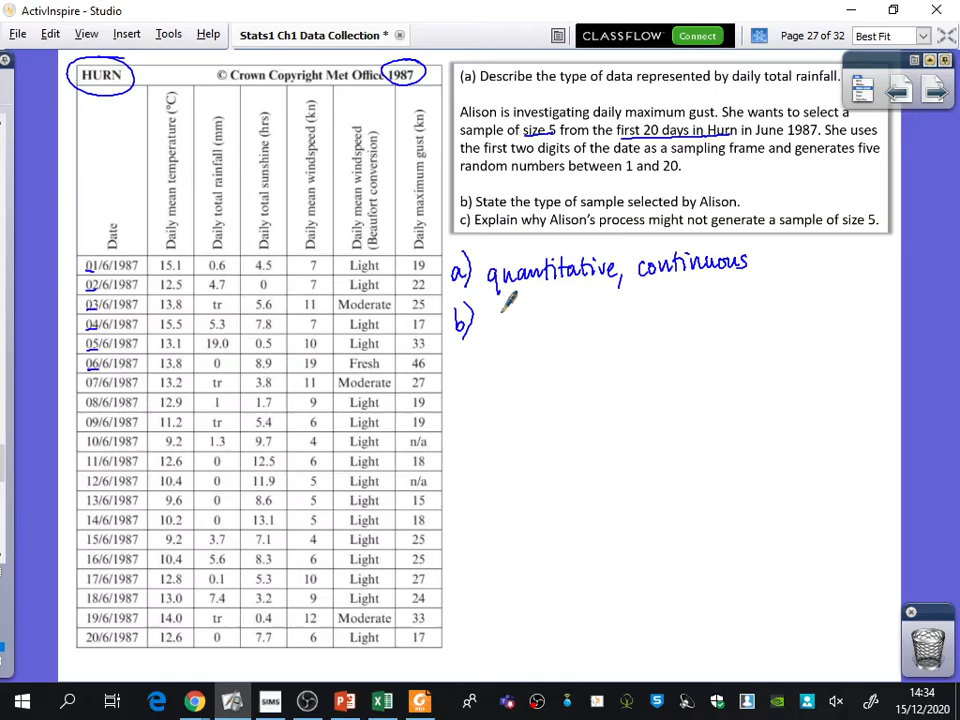 ActivInspire - Studio
File Edit View Insert Tools Help
Stats1 Ch1 Data Collection *
CLASSFLOW Connect
Page 27 of 32
Best Fit
HURN © Crown Copyright Met Office 1987
Date
Daily mean temperature (°C)
Daily total rainfall (mm)
Daily total sunshine (hrs)
Daily mean windspeed (kn)
Daily mean windspeed
(Beaufort conversion)
Daily maximum gust (kn)
01/6/1987 15.1 0.6 4.5 7 Light 19
02/6/1987 12.5 4.7 0 7 Light 22
03/6/1987 13.8 tr 5.6 11 Moderate 25
04/6/1987 15.5 5.3 7.8 7 Light 17
05/6/1987 13.1 19.0 0.5 10 Light 33
06/6/1987 13.8 0 8.9 19 Fresh 46
07/6/1987 13.2 tr 3.8 11 Moderate 27
08/6/1987 12.9 1 1.7 9 Light 19
09/6/1987 11.2 tr 5.4 6 Light 19
10/6/1987 9.2 1.3 9.7 4 Light n/a
11/6/1987 12.6 0 12.5 6 Light 18
12/6/1987 10.4 0 11.9 5 Light n/a
13/6/1987 9.6 0 8.6 5 Light 15
14/6/1987 10.2 0 13.1 5 Light 18
15/6/1987 9.2 3.7 7.1 4 Light 25
16/6/1987 10.4 5.6 8.3 6 Light 25
17/6/1987 12.8 0.1 5.3 10 Light 27
18/6/1987 13.0 7.4 3.2 9 Light 24
19/6/1987 14.0 tr 0.4 12 Moderate 33
20/6/1987 12.6 0 7.7 6 Light 17
(a) Describe the type of data represented by daily total rainfall.
Alison is investigating daily maximum gust. She wants to select a
sample of size 5 from the first 20 days in Hurn in June 1987. She uses
the first two digits of the date as a sampling frame and generates five
random numbers between 1 and 20.
b) State the type of sample selected by Alison.
c) Explain why Alison's process might not generate a sample of size 5.
a) quantitative, continuous
b)
SIMS
14:34
15/12/2020